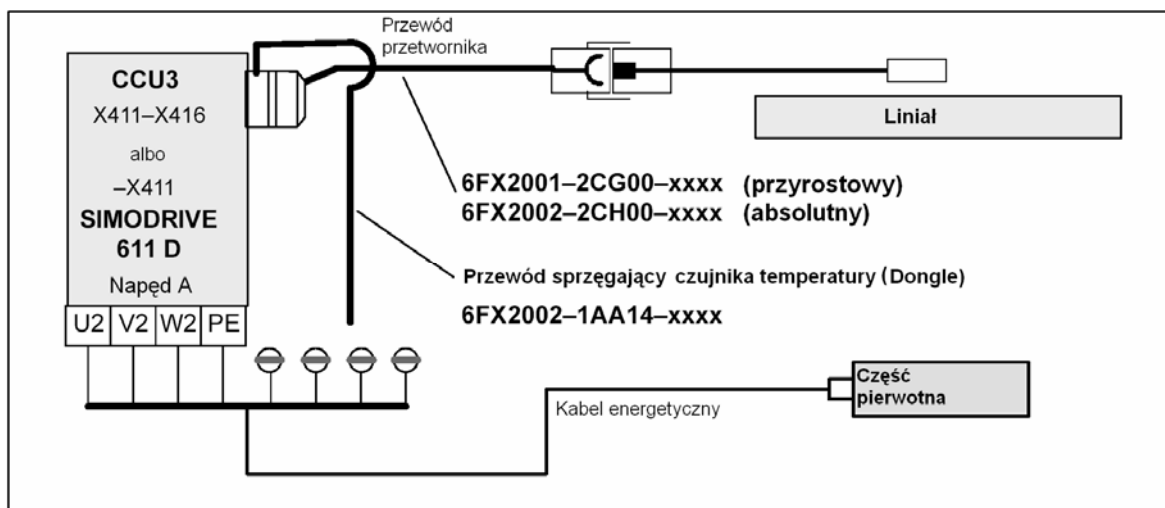 Przewód
przetwornika
CCU3
X411–X416
albo
–X411
SIMODRIVE
611 D
Napęd A
U2 V2 W2 PE
Liniał
6FX2001–2CG00–xxxx (przyrostowy)
6FX2002–2CH00–xxxx (absolutny)
Przewód sprzęgający czujnika temperatury (Dongle)
6FX2002–1AA14–xxxx
Kabel energetyczny
Część
pierwotna